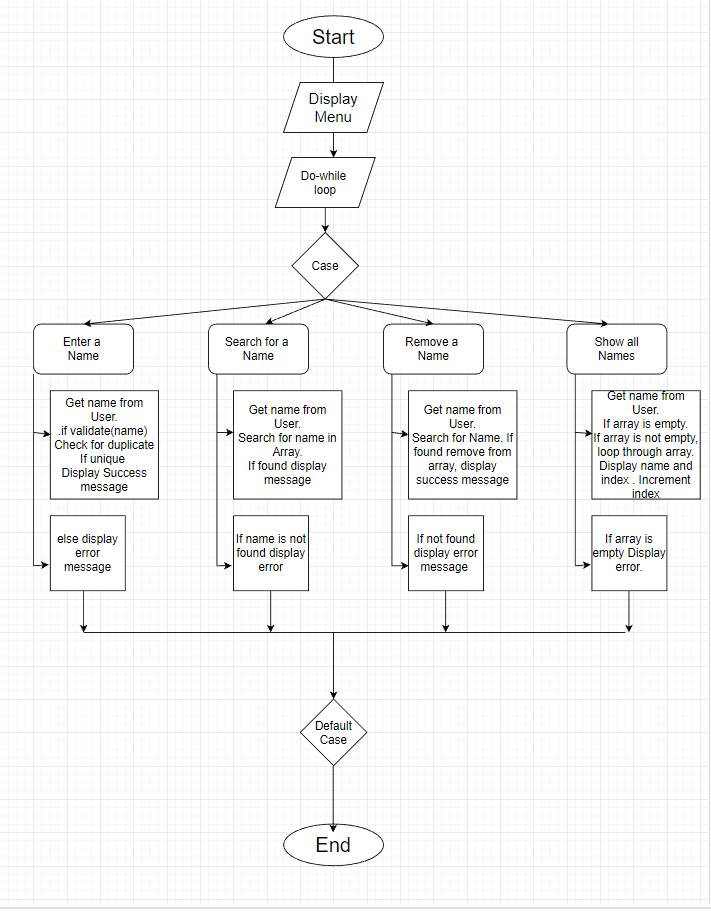 Start
Display
Menu
Do-while
loop
Case
Enter a
Name
Search for a
Name
Remove a
Name
Show all
Names
Get name from
User.
.if validate(name)
Check for duplicate
If unique
Display Success
message
Get name from
User.
Search for name in
Array.
If found display
message
Get name from
User.
Search for Name. If
found remove from
array, display
success message
Get name from
User.
If array is empty.
If array is not empty,
loop through array.
Display name and
index . Increment
index
else display
error
message
If name is not
found display
error
If not found
display error
message
If array is
empty Display
error.
Default
Case
End